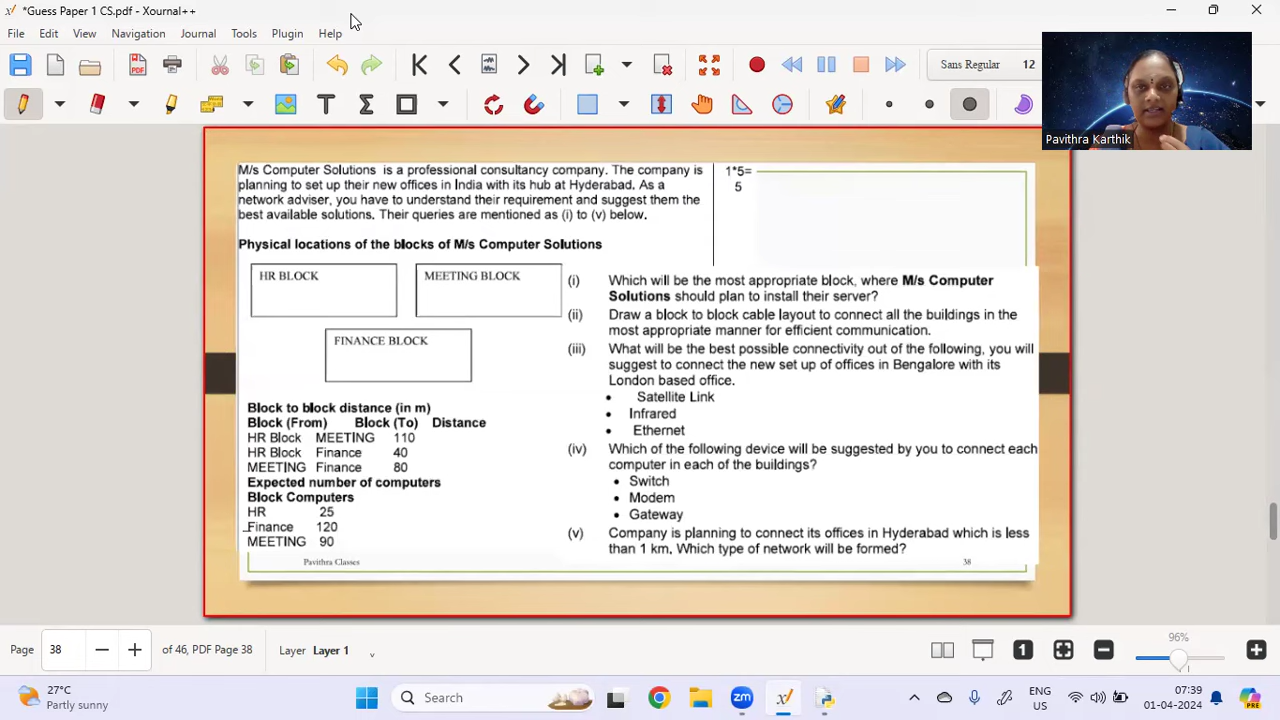 *Guess Paper 1 CS.pdf - Xournal++
File Edit View Navigation Journal Tools Plugin Help
Sans Regular 12
Pavithra Karthik
M/s Computer Solutions is a professional consultancy company. The company is
planning to set up their new offices in India with its hub at Hyderabad. As a
network adviser, you have to understand their requirement and suggest them the
best available solutions. Their queries are mentioned as (i) to (v) below.
1*5=
5
Physical locations of the blocks of M/s Computer Solutions
HR BLOCK
MEETING BLOCK
FINANCE BLOCK
Block to block distance (in m)
Block (From) Block (To) Distance
HR Block MEETING 110
HR Block Finance 40
MEETING Finance 80
Expected number of computers
Block Computers
HR 25
Finance 120
MEETING 90
(i) Which will be the most appropriate block, where M/s Computer
Solutions should plan to install their server?
(ii) Draw a block to block cable layout to connect all the buildings in the
most appropriate manner for efficient communication.
(iii) What will be the best possible connectivity out of the following, you will
suggest to connect the new set up of offices in Bengalore with its
London based office.
• Satellite Link
• Infrared
• Ethernet
(iv) Which of the following device will be suggested by you to connect each
computer in each of the buildings?
• Switch
• Modem
• Gateway
(v) Company is planning to connect its offices in Hyderabad which is less
than 1 km. Which type of network will be formed?
Pavithra Classes
38
Page 38 of 46, PDF Page 38 Layer Layer 1
96%
27°C
Partly sunny
Search
ENG
US
07:39
01-04-2024